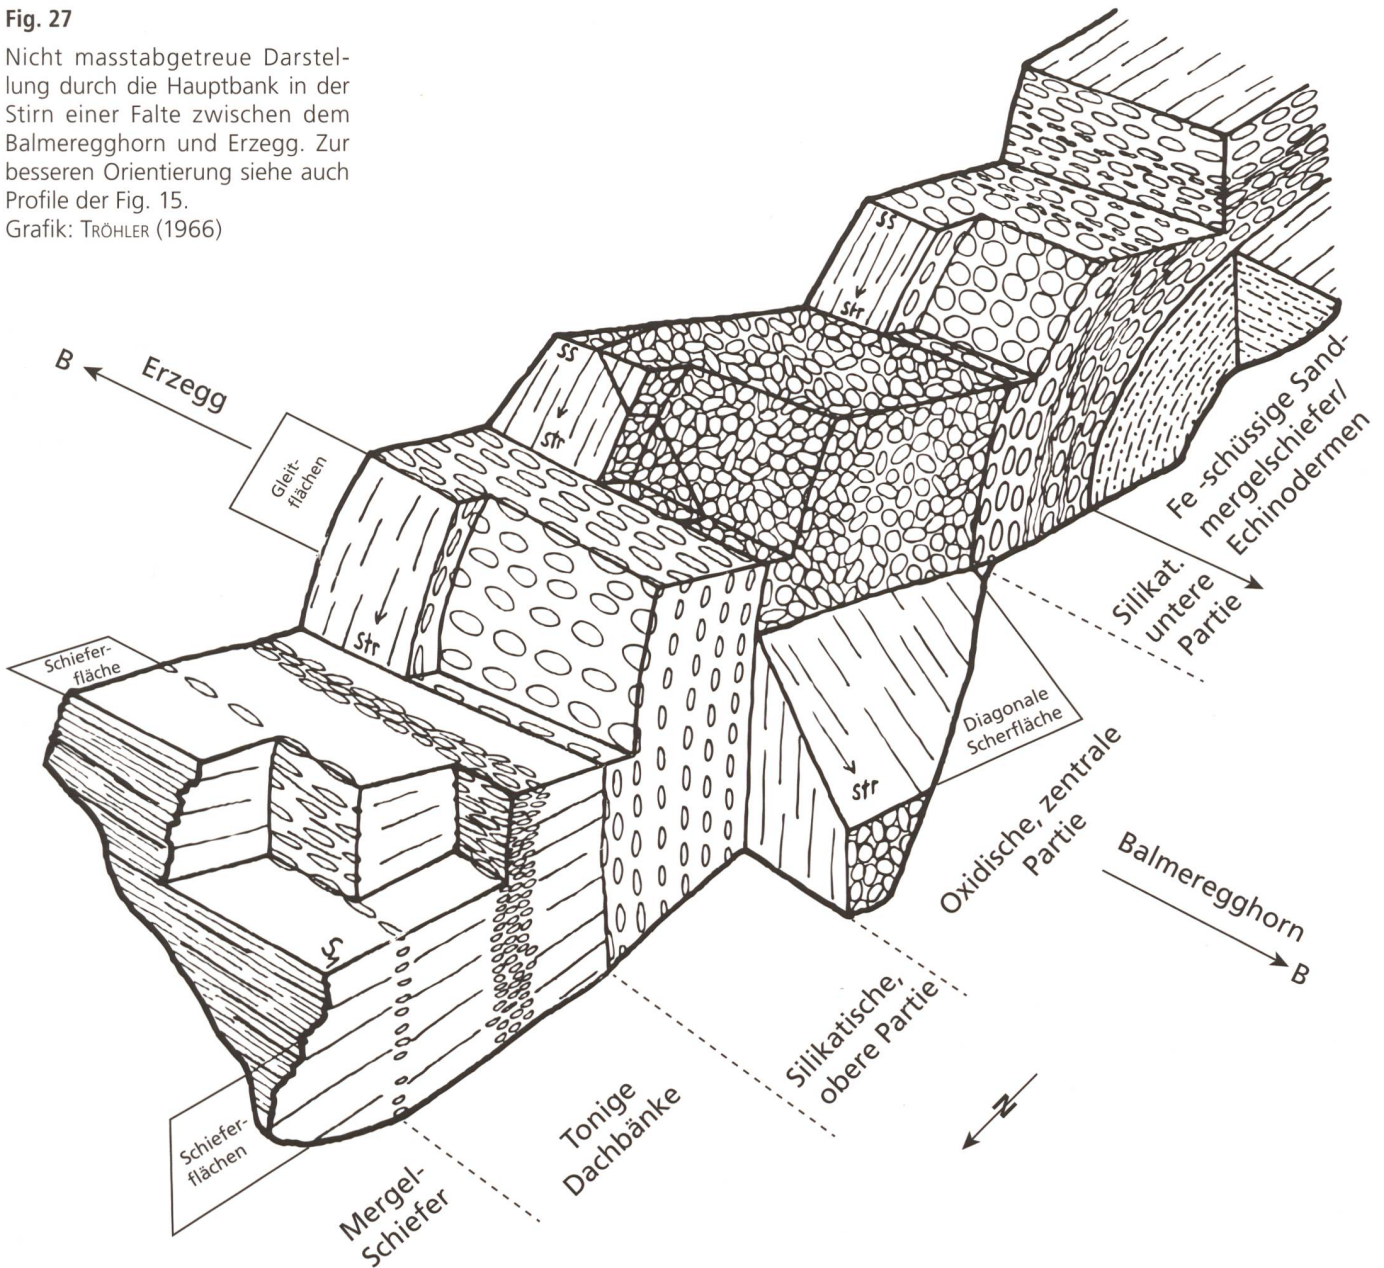 Fig. 27
Nicht masstabgetreue Darstel-
lung durch die Hauptbank in der
Stirn einer Falte zwischen dem
Balmeregghorn und Erzegg. Zur
besseren Orientierung siehe auch
Profile der Fig. 15.
Grafik: TRÖHLER (1966)
B
Erzegg
Gleit-
flächen
Schiefer-
fläche
ss
str
ss
str
str
str
S₁
Schiefer-
flächen
Diagonale
Scherfläche
Fe -schüssige Sand-
mergelschiefer/
Echinodermen
Sillikat.
untere
Partie
Oxidische, zentrale
Partie
Balmeregghorn
B
Silikatische,
obere Partie
Tonige
Dachbänke
Mergel-
Schiefer
N